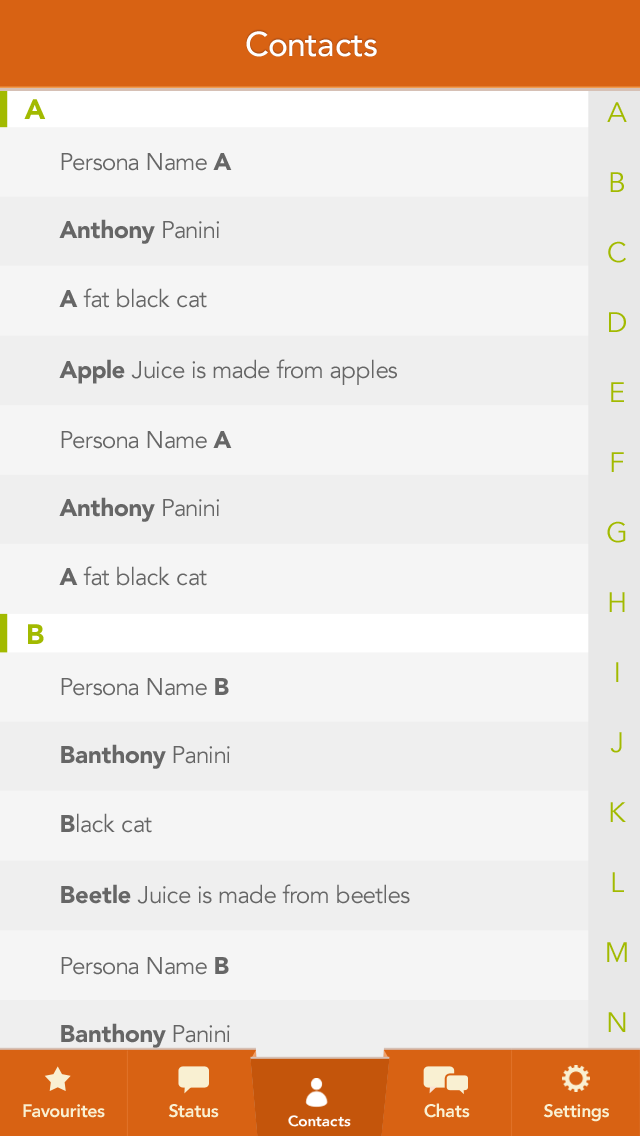 Contacts
A
Persona Name A
Anthony Panini
A fat black cat
Apple Juice is made from apples
Persona Name A
Anthony Panini
A fat black cat
B
Persona Name B
Banthony Panini
Black cat
Beetle Juice is made from beetles
Persona Name B
Banthony Panini
A
B
C
D
E
F
G
H
I
J
K
L
M
N
Favourites
Status
Contacts
Chats
Settings